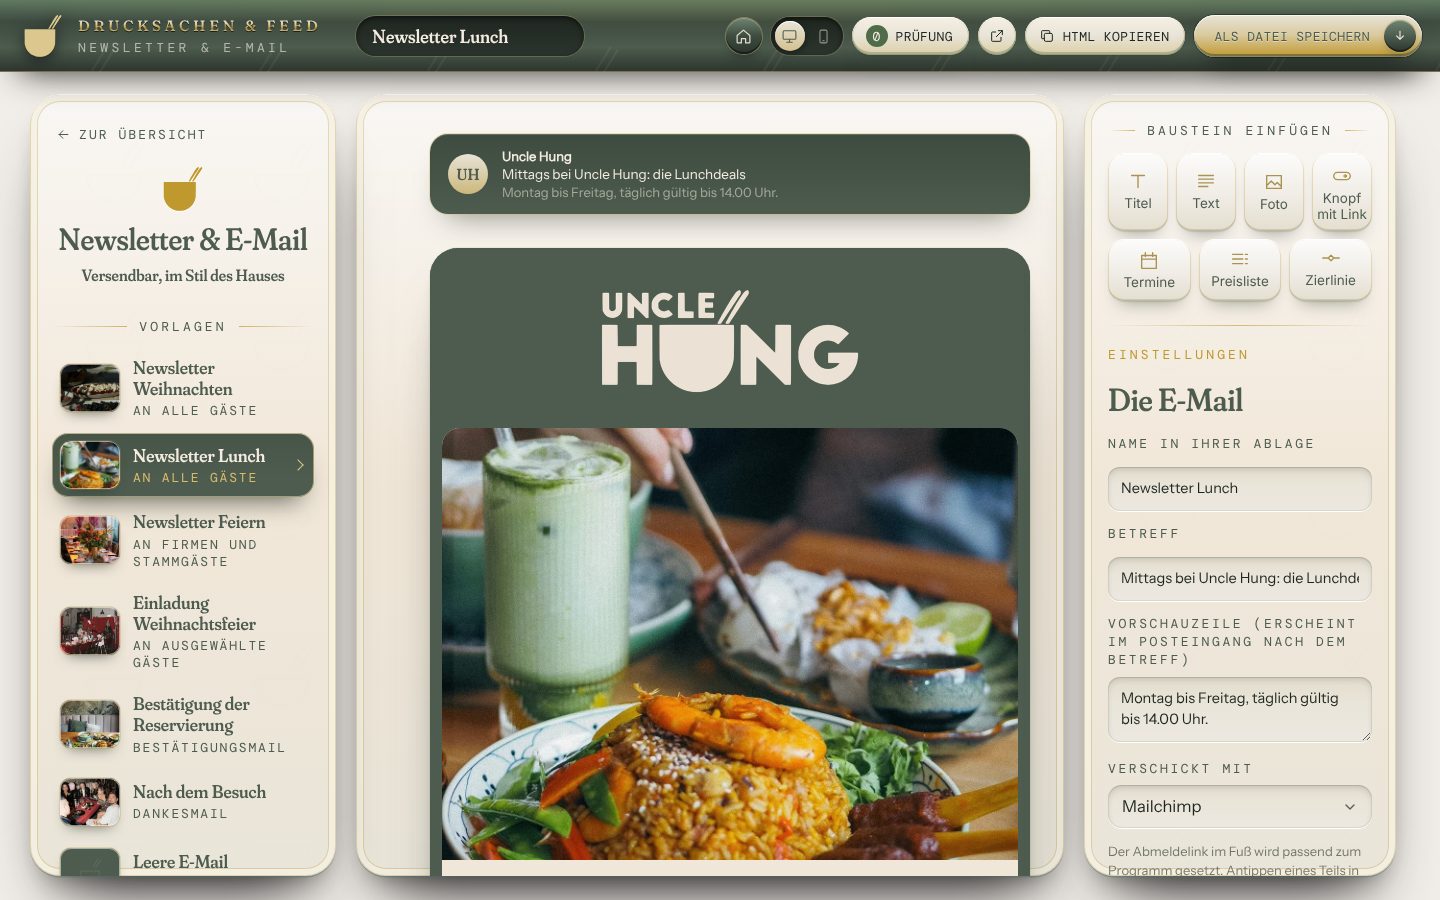 DRUCKSACHEN & FEED
NEWSLETTER & E-MAIL
Newsletter Lunch
0 PRÜFUNG
HTML KOPIEREN
ALS DATEI SPEICHERN
← ZUR ÜBERSICHT
Newsletter & E-Mail
Versendbar, im Stil des Hauses
VORLAGEN
Newsletter
Weihnachten
AN ALLE GÄSTE
Newsletter Lunch
AN ALLE GÄSTE
Newsletter Feiern
AN FIRMEN UND
STAMMGÄSTE
Einladung
Weihnachtsfeier
AN AUSGEWÄHLTE
GÄSTE
Bestätigung der
Reservierung
BESTÄTIGUNGSMAIL
Nach dem Besuch
DANKESMAIL
Leere E-Mail
UH
Uncle Hung
Mittags bei Uncle Hung: die Lunchdeals
Montag bis Freitag, täglich gültig bis 14.00 Uhr.
UNCLE
HUNG
BAUSTEIN EINFÜGEN
Titel
Text
Foto
Knopf
mit Link
Termine
Preisliste
Zierlinie
EINSTELLUNGEN
Die E-Mail
NAME IN IHRER ABLAGE
Newsletter Lunch
BETREFF
Mittags bei Uncle Hung: die Lunchde
VORSCHAUZEILE (ERSCHEINT
IM POSTEINGANG NACH DEM
BETREFF)
Montag bis Freitag, täglich gültig
bis 14.00 Uhr.
VERSCHICKT MIT
Mailchimp
Der Abmeldelink im Fuß wird passend zum
Programm gesetzt. Antippen eines Teils in